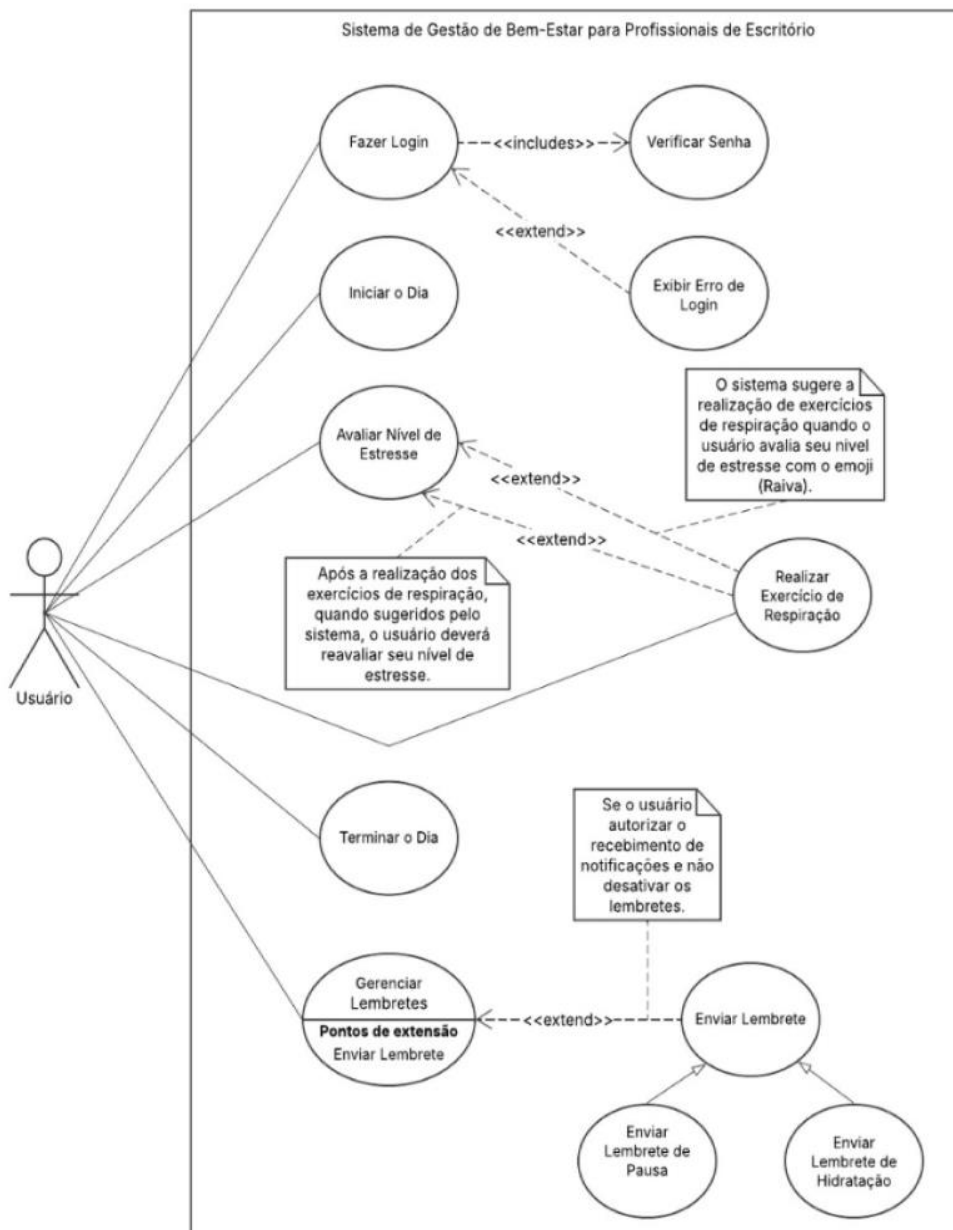 Sistema de Gestão de Bem-Estar para Profissionais de Escritório
Fazer Login
<<includes>>
Verificar Senha
<<extend>>
Iniciar o Dia
Exibir Erro de
Login
O sistema sugere a
realização de exercícios
de respiração quando o
usuário avalia seu nível
de estresse com o emoji
(Raiva).
Avaliar Nível de
Estresse
<<extend>>
<<extend>>
Realizar
Exercício de
Respiração
Após a realização dos
exercícios de respiração,
quando sugeridos pelo
sistema, o usuário deverá
reavaliar seu nível de
estresse.
Usuário
Terminar o Dia
Se o usuário
autorizar o
recebimento de
notificações e não
desativar os
lembretes.
Gerenciar
Lembretes
Pontos de extensão
Enviar Lembrete
<<extend>>
Enviar Lembrete
Enviar
Lembrete de
Pausa
Enviar
Lembrete de
Hidratação